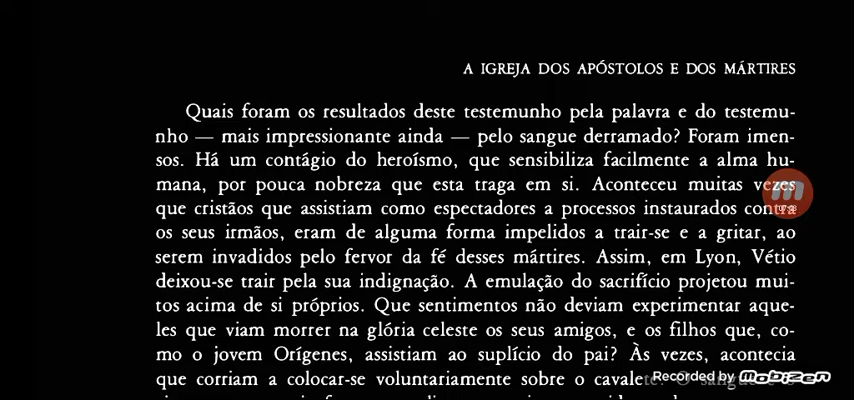 A IGREJA DOS APÓSTOLOS E DOS MÁRTIRES
Quais foram os resultados deste testemunho pela palavra e do testemu-
nho — mais impressionante ainda — pelo sangue derramado? Foram imen-
sos. Há um contágio do heroísmo, que sensibiliza facilmente a alma hu-
mana, por pouca nobreza que esta traga em si. Aconteceu muitas vezes
que cristãos que assistiam como espectadores a processos instaurados contra
os seus irmãos, eram de alguma forma impelidos a trair-se e a gritar, ao
serem invadidos pelo fervor da fé desses mártires. Assim, em Lyon, Vétio
deixou-se trair pela sua indignação. A emulação do sacrifício projetou mui-
tos acima de si próprios. Que sentimentos não deviam experimentar aque-
les que viam morrer na glória celeste os seus amigos, e os filhos que, co-
mo o jovem Orígenes, assistiam ao suplício do pai? Às vezes, acontecia
que corriam a colocar-se voluntariamente sobre o cavalete. O
Recorded by mobizen